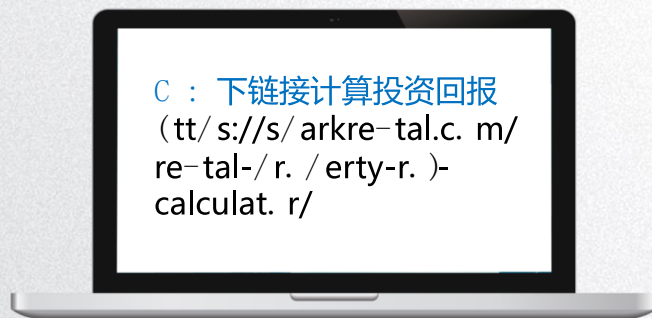 C : 下链接计算投资回报
(tt/ s://s/ arkre-tal.c. m/
re-tal-/ r. / erty-r. )-
calculat. r/